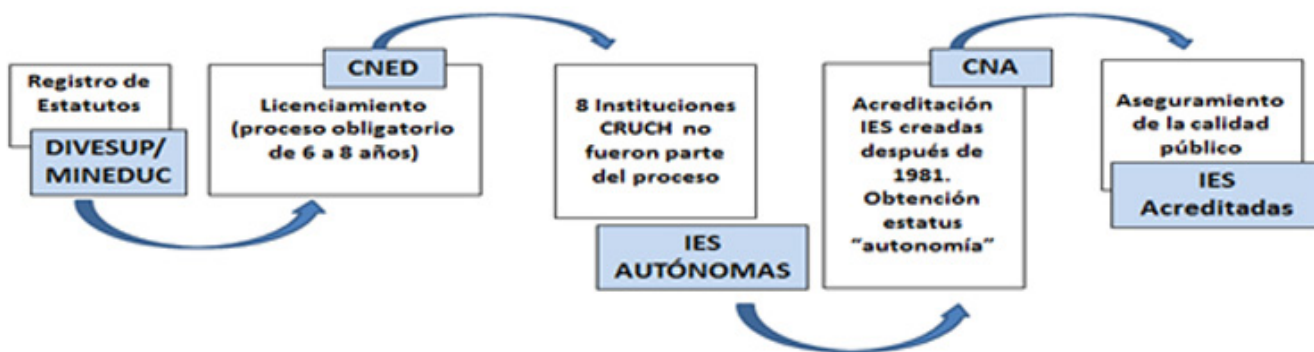 Registro de
Estatutos
DIVESUP/
MINEDUC
CNED
Licenciamiento
(proceso obligatorio
de 6 a 8 años)
8 Instituciones
CRUCH no
fueron parte
del proceso
IES
AUTÓNOMAS
CNA
Acreditación
IES creadas
después de
1981.
Obtención
estatus
“autonomía”
Aseguramiento
de la calidad
público
IES
Acreditadas